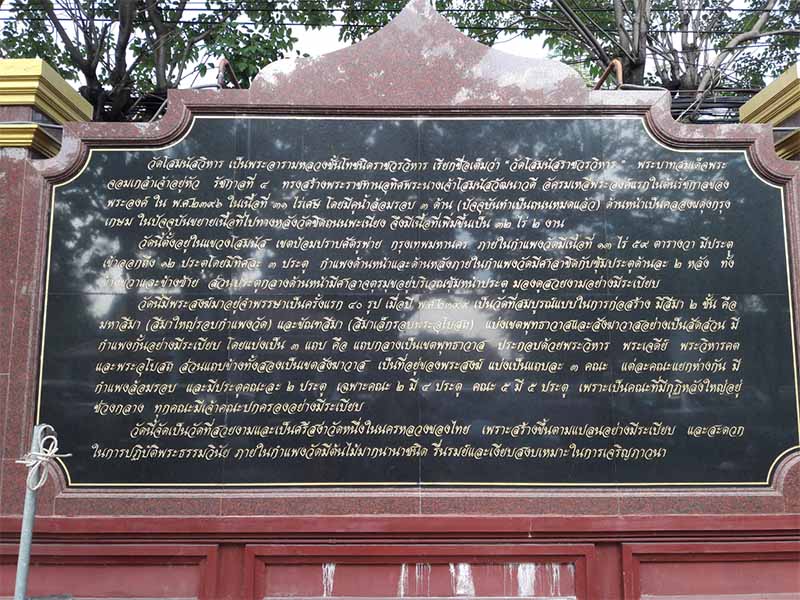 วัดโสมนัสวิหาร เป็นพระอารามหลวงชั้นโทชนิดราชวรวิหาร เรียกชื่อเต็มว่า "วัดโสมนัสราชวรวิหาร" พระบาทสมเด็จพระ
จอมเกล้าเจ้าอยู่หัว รัชกาลที่ ๔ ทรงสร้างพระราชทานอุทิศพระนางเจ้าโสมนัสวัฒนาวดี อัครมเหสีพระองค์แรกในต้นรัชกาลของ
พระองค์ ใน พ.ศ.๒๓๙๖ ในเนื้อที่ ๓๑ ไร่เศษ โดยมีคูน้ำล้อมรอบ ๓ ด้าน (ปัจจุบันทำเป็นถนนหมดแล้ว) ด้านหน้าเป็นคลองผดุงกรุง
เกษม ในปัจจุบันขยายเนื้อที่ไปทางหลังวัดชิดถนนพะเนียง จึงมีเนื้อที่เพิ่มขึ้นเป็น ๓๒ ไร่ ๒ งาน
วัดนี้ตั้งอยู่ในแขวงโสมนัส เขตป้อมปราบศัตรูพ่าย กรุงเทพมหานคร ภายในกำแพงวัดมีเนื้อที่ ๑๓ ไร่ ๕๙ ตารางวา มีประตู
เข้าออกถึง ๑๒ ประตูโดยมีทิศละ ๓ ประตู กำแพงด้านหน้าและด้านหลังภายในกำแพงวัดมีศาลาชิดกับซุ้มประตูด้านละ ๒ หลัง ทั้ง
ข้างขวาและข้างซ้าย ส่วนประตูกลางด้านหน้ามีศาลาจตุรมุขอยู่บริเวณซุ้มหน้าประตู มองดูสวยงามอย่างมีระเบียบ
วัดนี้มีพระสงฆ์มาอยู่จำพรรษาเป็นครั้งแรก ๔๐ รูป เมื่อปี พ.ศ.๒๓๙๙ เป็นวัดที่สมบูรณ์แบบในการก่อสร้าง มีสีมา ๒ ชั้น คือ
มหาสีมา (สีมาใหญ่รอบกำแพงวัด) และขัณฑสีมา (สีมาเล็กรอบพระอุโบสถ) แบ่งเขตพุทธาวาสและสังฆาวาสอย่างเป็นสัดส่วน มี
กำแพงกั้นอย่างมีระเบียบ โดยแบ่งเป็น ๓ แถบ คือ แถบกลางเป็นเขตพุทธาวาส ประกอบด้วยพระวิหาร พระเจดีย์ พระวิหารคด
และพระอุโบสถ ส่วนแถบข้างทั้งสองเป็นเขตสังฆาวาส เป็นที่อยู่ของพระสงฆ์ แบ่งเป็นแถบละ ๓ คณะ แต่ละคณะแยกห่างกัน มี
กำแพงล้อมรอบ และมีประตูคณะละ ๒ ประตู เฉพาะคณะ ๒ มี ๔ ประตู คณะ ๕ มี ๕ ประตู เพราะเป็นคณะที่มีกุฏิหลังใหญ่อยู่
ช่วงกลาง ทุกคณะมีเจ้าคณะปกครองอย่างมีระเบียบ
วัดนี้จัดเป็นวัดที่สวยงามและเป็นศรีสง่าวัดหนึ่งในนครหลวงของไทย เพราะสร้างขึ้นตามแปลนอย่างมีระเบียบ และสะดวก
ในการปฏิบัติพระธรรมวินัย ภายในกำแพงวัดมีต้นไม้มากนานาชนิด รื่นรมย์และเงียบสงบเหมาะในการเจริญภาวนา